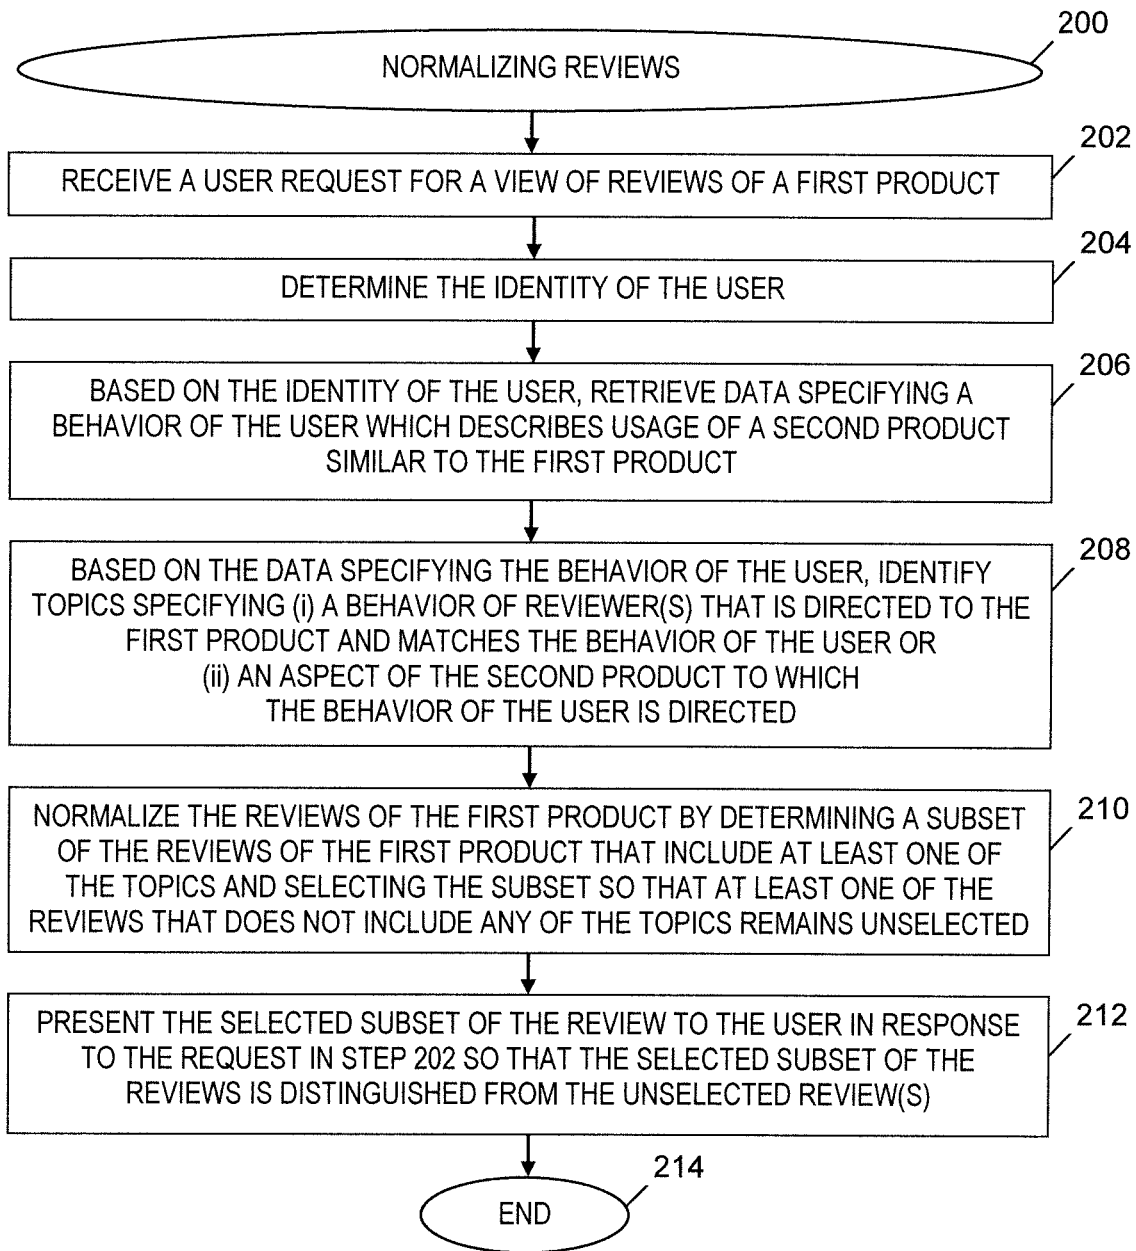 200
NORMALIZING REVIEWS
202
RECEIVE A USER REQUEST FOR A VIEW OF REVIEWS OF A FIRST PRODUCT
204
DETERMINE THE IDENTITY OF THE USER
206
BASED ON THE IDENTITY OF THE USER, RETRIEVE DATA SPECIFYING A
BEHAVIOR OF THE USER WHICH DESCRIBES USAGE OF A SECOND PRODUCT
SIMILAR TO THE FIRST PRODUCT
208
BASED ON THE DATA SPECIFYING THE BEHAVIOR OF THE USER, IDENTIFY
TOPICS SPECIFYING (i) A BEHAVIOR OF REVIEWER(S) THAT IS DIRECTED TO THE
FIRST PRODUCT AND MATCHES THE BEHAVIOR OF THE USER OR
(ii) AN ASPECT OF THE SECOND PRODUCT TO WHICH
THE BEHAVIOR OF THE USER IS DIRECTED
210
NORMALIZE THE REVIEWS OF THE FIRST PRODUCT BY DETERMINING A SUBSET
OF THE REVIEWS OF THE FIRST PRODUCT THAT INCLUDE AT LEAST ONE OF
THE TOPICS AND SELECTING THE SUBSET SO THAT AT LEAST ONE OF THE
REVIEWS THAT DOES NOT INCLUDE ANY OF THE TOPICS REMAINS UNSELECTED
212
PRESENT THE SELECTED SUBSET OF THE REVIEW TO THE USER IN RESPONSE
TO THE REQUEST IN STEP 202 SO THAT THE SELECTED SUBSET OF THE
REVIEWS IS DISTINGUISHED FROM THE UNSELECTED REVIEW(S)
214
END